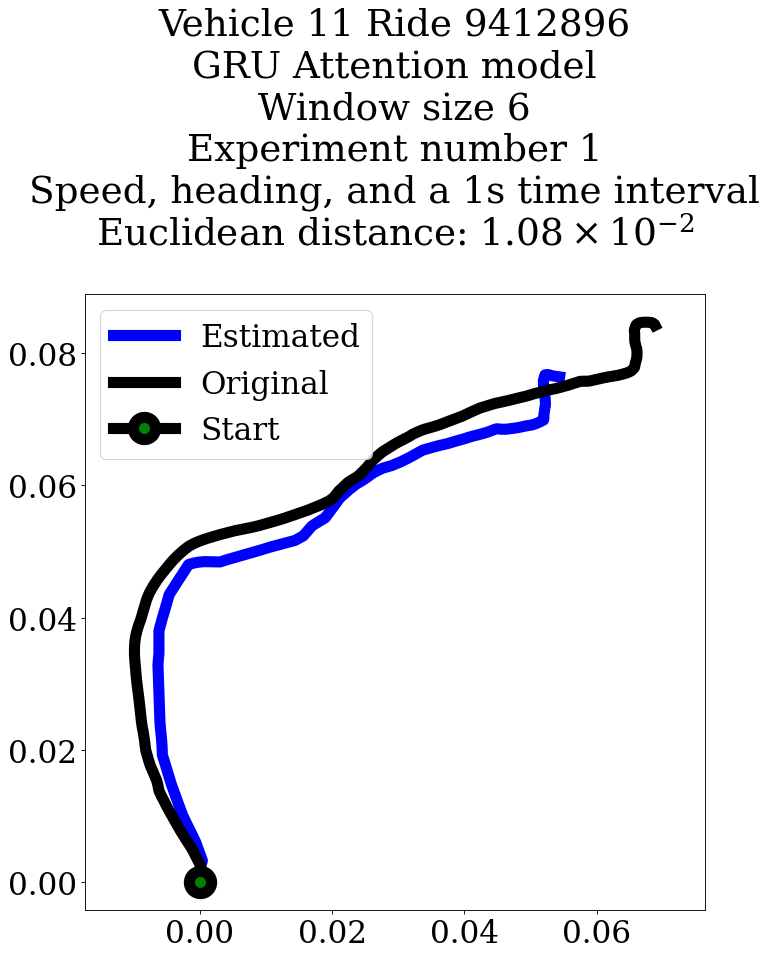 Vehicle 11 Ride 9412896
GRU Attention model
Window size 6
Experiment number 1
Speed, heading, and a 1s time interval
Euclidean distance: 1.08 × 10⁻²
Estimated
Original
Start
0.08
0.06
0.04
0.02
0.00
0.00 0.02 0.04 0.06